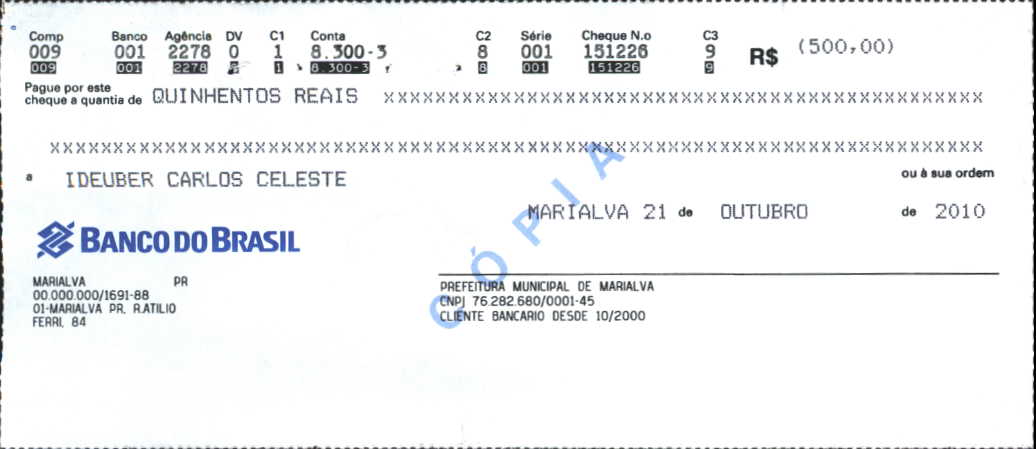 Comp Banco Agência DV C1 Conta C2 Série Cheque N.o C3
009 001 2278 0 1 8.300-3 8 001 151226 9 R$ (500,00)
009 001 2278 1 8.300-3 8 001 151226 9
Pague por este
cheque a quantia de QUINHENTOS REAIS XXXXXXXXXXXXXXXXXXXXXXXXXXXXXXXXXXXXXXXXXXXXXXX
XXXXXXXXXXXXXXXXXXXXXXXXXXXXXXXXXXXXXXXXXXXXXXXXXXXXXXXXXXXXXXXXXXXXXXXXXX
a IDEUBER CARLOS CELESTE ou à sua ordem
MARIALVA 21 de OUTUBRO de 2010
BANCO DO BRASIL
CÓPIA
MARIALVA PR
00.000.000/1691-88
01-MARIALVA PR. R.ATILIO
FERRI, 84
PREFEITURA MUNICIPAL DE MARIALVA
CNPJ 76.282.680/0001-45
CLIENTE BANCARIO DESDE 10/2000